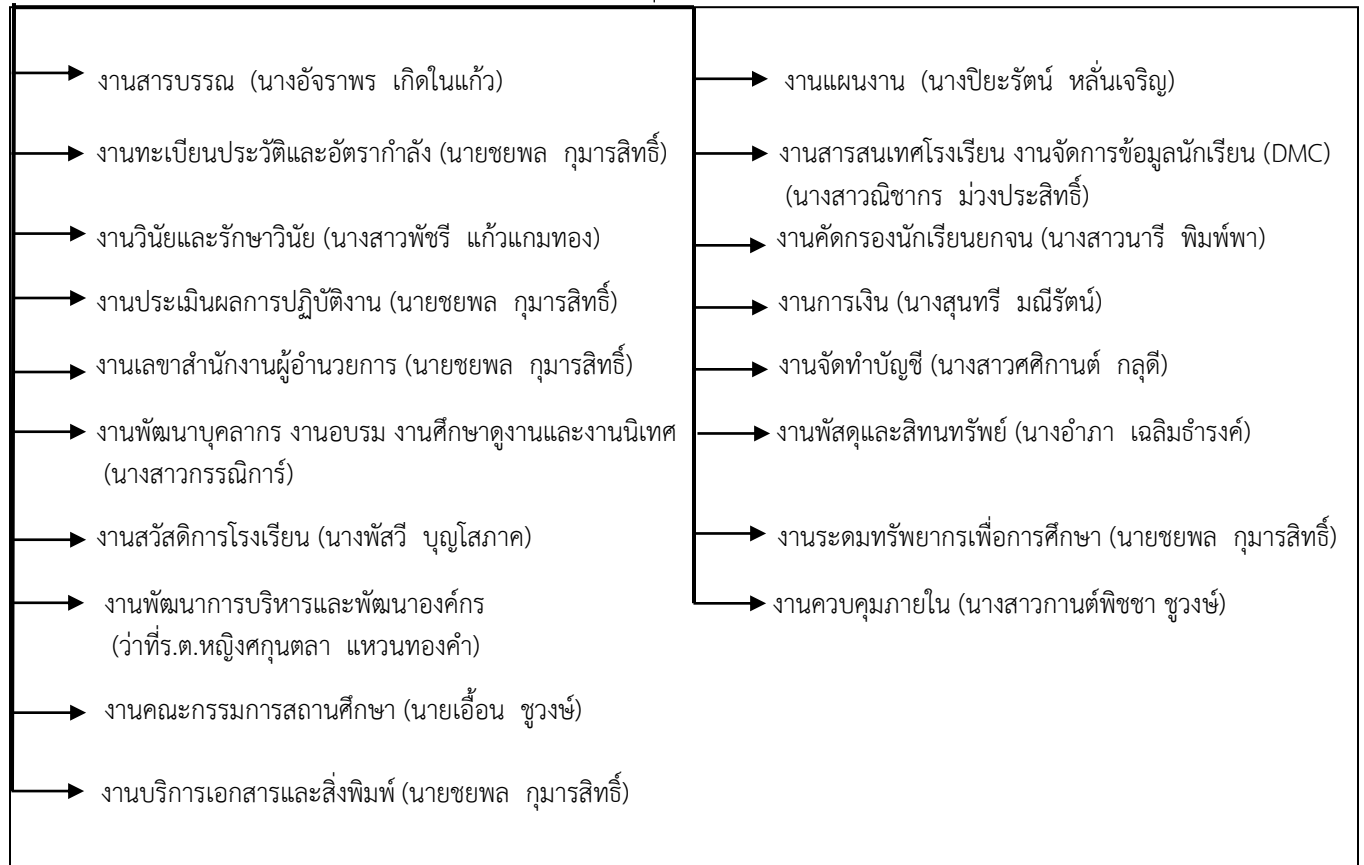 งานสารบรรณ (นางอัจราพร เกิดในแก้ว)
งานทะเบียนประวัติและอัตรากำลัง (นายชยพล กุมารสิทธิ์)
งานวินัยและรักษาวินัย (นางสาวพัชรี แก้วแกมทอง)
งานประเมินผลการปฏิบัติงาน (นายชยพล กุมารสิทธิ์)
งานเลขาสำนักงานผู้อำนวยการ (นายชยพล กุมารสิทธิ์)
งานพัฒนาบุคลากร งานอบรม งานศึกษาดูงานและงานนิเทศ
(นางสาวกรรณิการ์)
งานสวัสดิการโรงเรียน (นางพัสวี บุญโสภาค)
งานพัฒนาการบริหารและพัฒนาองค์กร
(ว่าที่ร.ต.หญิงศกุนตลา แหวนทองคำ)
งานคณะกรรมการสถานศึกษา (นายเอื้อน ชูวงษ์)
งานบริการเอกสารและสิ่งพิมพ์ (นายชยพล กุมารสิทธิ์)
งานแผนงาน (นางปิยะรัตน์ หลั่นเจริญ)
งานสารสนเทศโรงเรียน งานจัดการข้อมูลนักเรียน (DMC)
(นางสาวณิชากร ม่วงประสิทธิ์)
งานคัดกรองนักเรียนยกจน (นางสาวนารี พิมพ์พา)
งานการเงิน (นางสุนทรี มณีรัตน์)
งานจัดทำบัญชี (นางสาวศศิกานต์ กลุดี)
งานพัสดุและสิทนทรัพย์ (นางอำภา เฉลิมธำรงค์)
งานระดมทรัพยากรเพื่อการศึกษา (นายชยพล กุมารสิทธิ์)
งานควบคุมภายใน (นางสาวกานต์พิชชา ชูวงษ์)